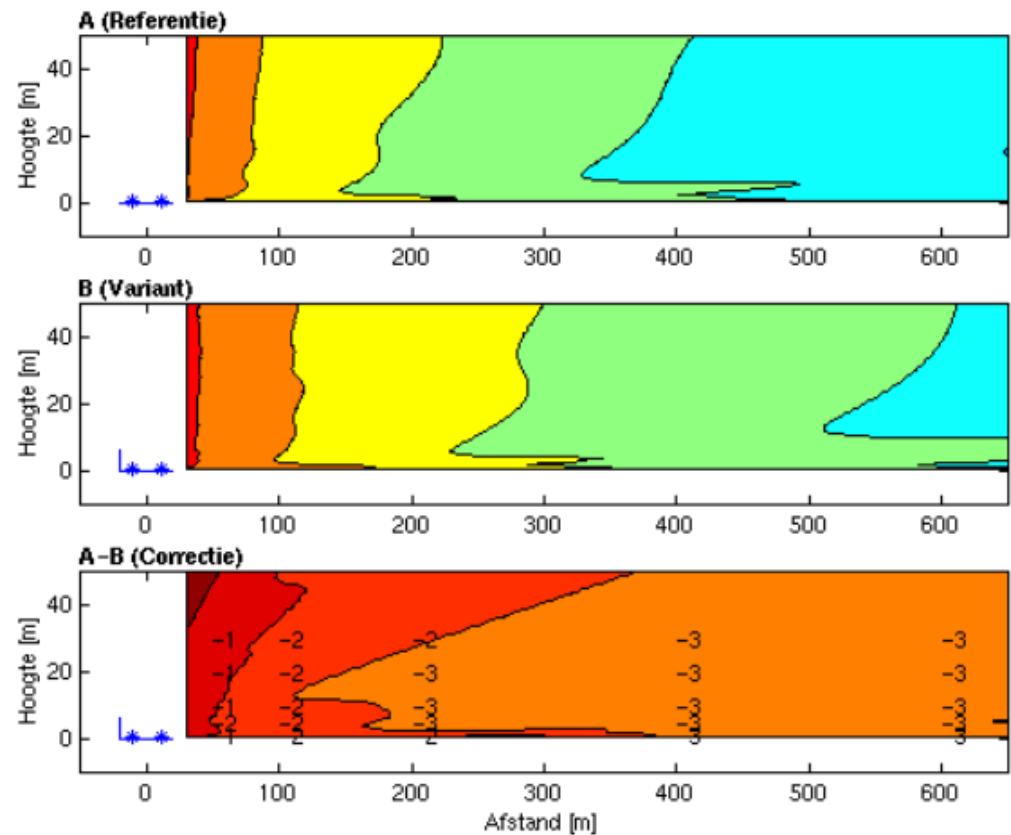 A (Referentie)
Hoogte [m]
40
20
0
0 100 200 300 400 500 600
B (Variant)
Hoogte [m]
40
20
0
0 100 200 300 400 500 600
A-B (Correctie)
Hoogte [m]
40
20
0
-1 -2 -2 -3 -3
-1 -2 -3 -3 -3
-1 -2 -3 -3 -3
-2 -2 -3 -3 -3
-2 -3 -3
0 100 200 300 400 500 600
Afstand [m]